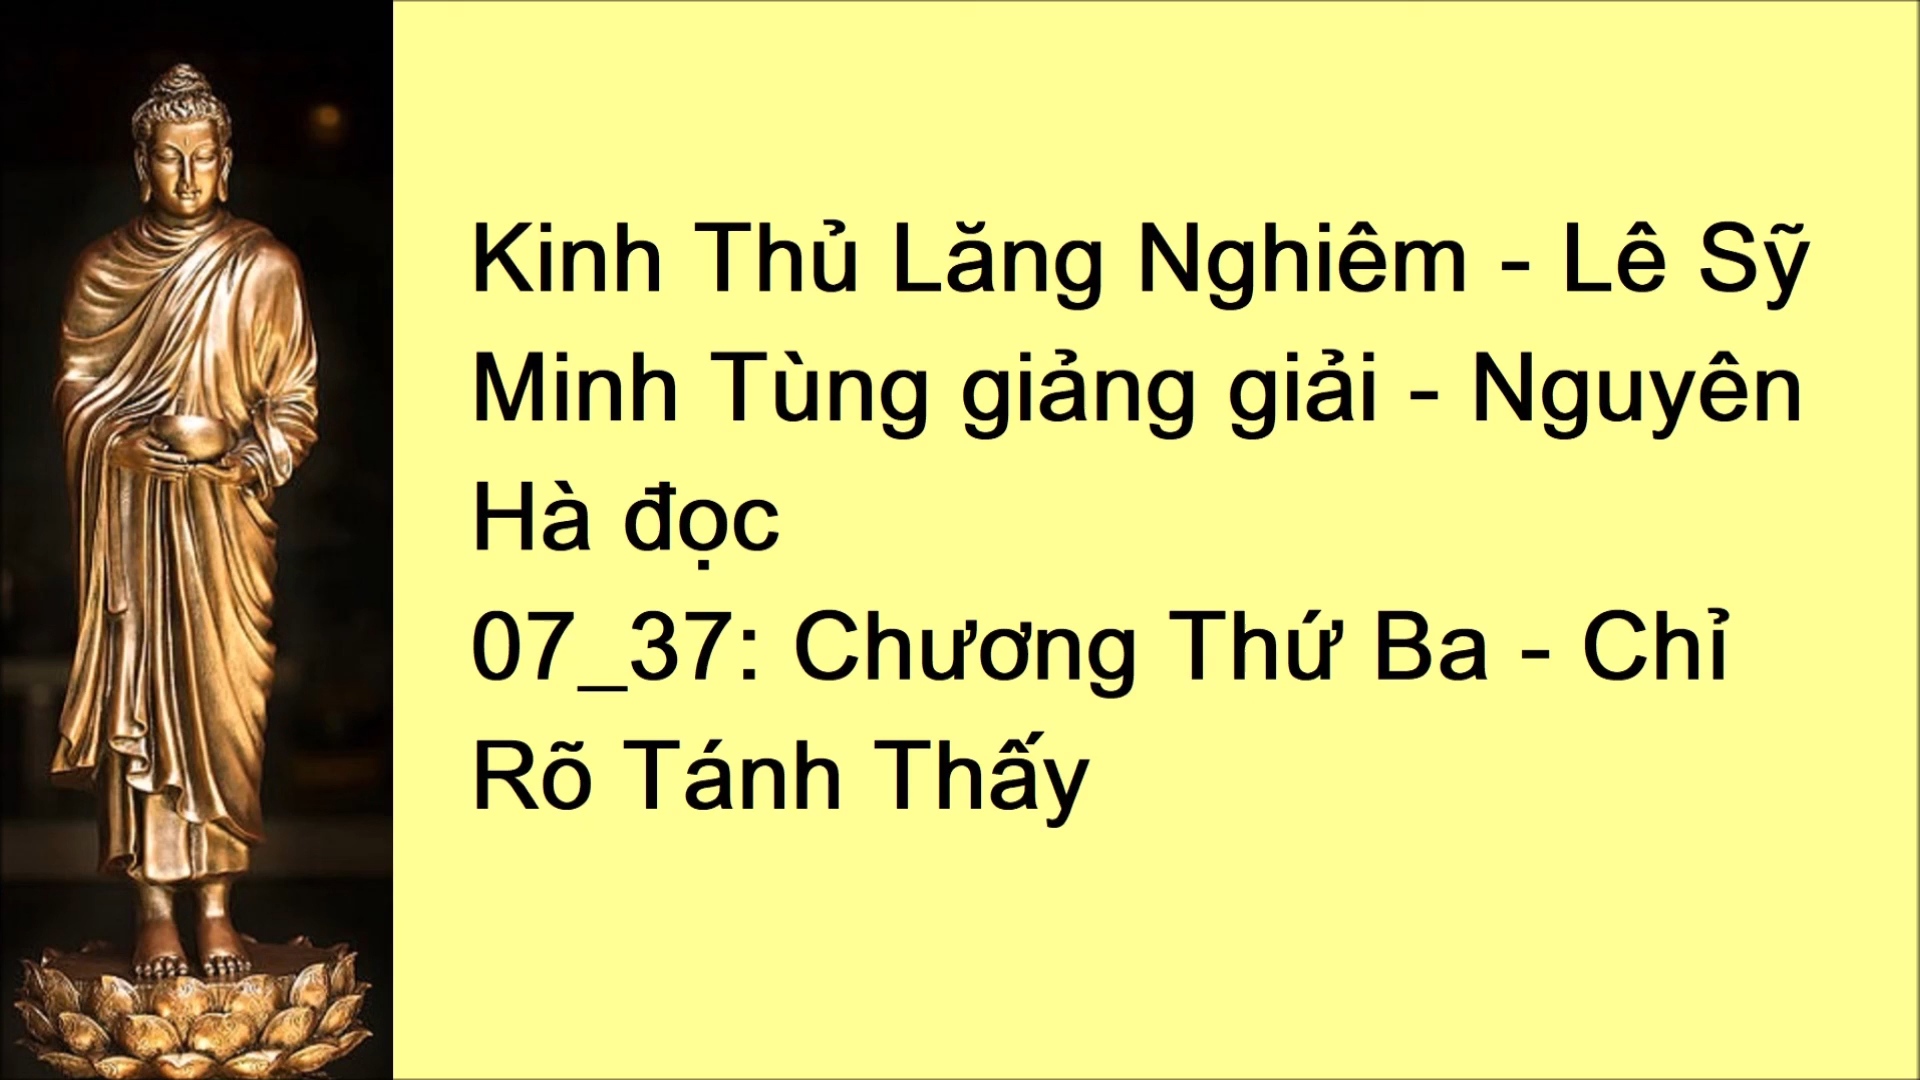 Kinh Thủ Lăng Nghiêm - Lê Sỹ
Minh Tùng giảng giải - Nguyên
Hà đọc
07_37: Chương Thứ Ba - Chỉ
Rõ Tánh Thấy